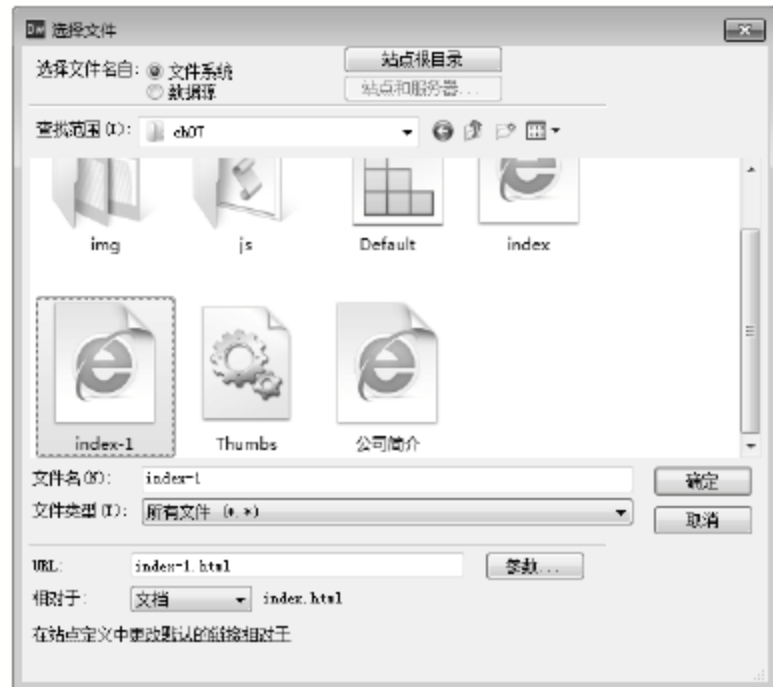 Dw 选择文件
选择文件名自: 文件系统 站点根目录
数据源 站点和服务器...
查找范围(I): ch07
img js Default index
index-1 Thumbs 公司简介
文件名(N): index-1 确定
文件类型(T): 所有文件 (*.*) 取消
URL: index-1.html 参数...
相对于: 文档 index.html
在站点定义中更改默认的链接相对于